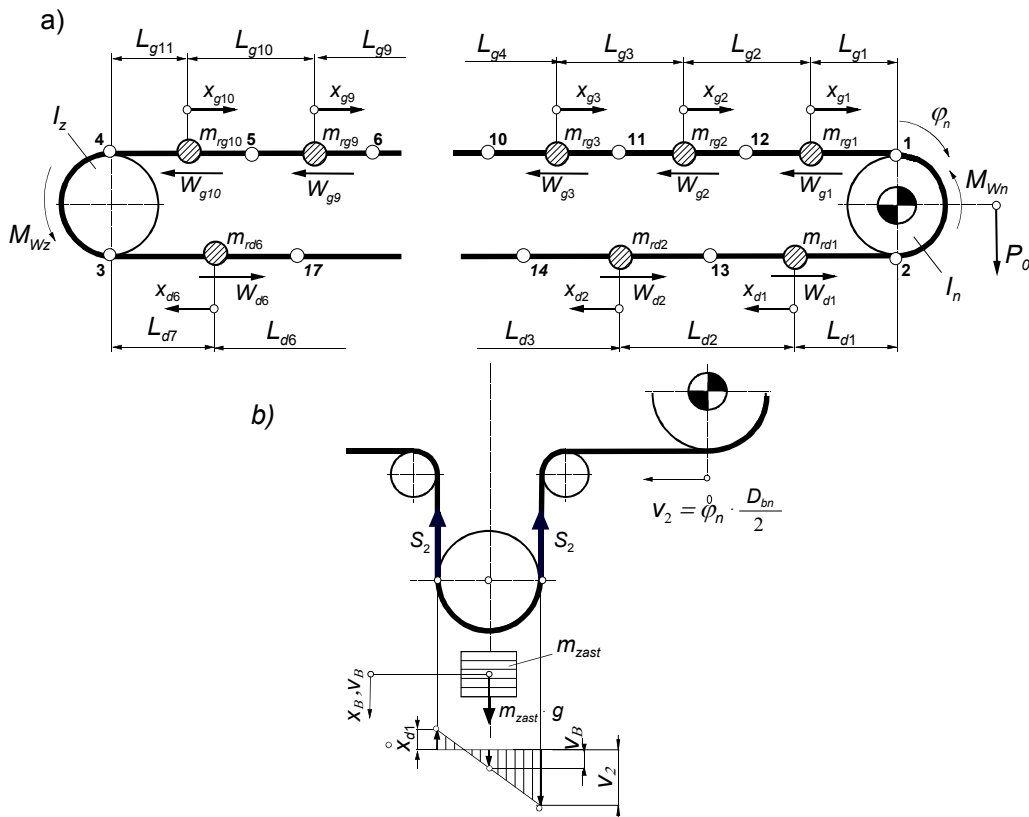 a)
L_g11 L_g10 L_g9 L_g4 L_g3 L_g2 L_g1
x_g10 x_g9 x_g3 x_g2 x_g1
I_z φ_n
4 m_rg10 5 m_rg9 6 10 m_rg3 11 m_rg2 12 m_rg1 1
W_g10 W_g9 W_g3 W_g2 W_g1 M_Wn
M_Wz
3 m_rd6 17 14 m_rd2 13 m_rd1 2 P_0
x_d6 W_d6 x_d2 W_d2 x_d1 W_d1 I_n
L_d7 L_d6 L_d3 L_d2 L_d1
b)
v_2 = φ̊_n · D_bn / 2
S_2 S_2
m_zast
x_B, v_B
m_zast · g
x̊_d1 v_B v_2